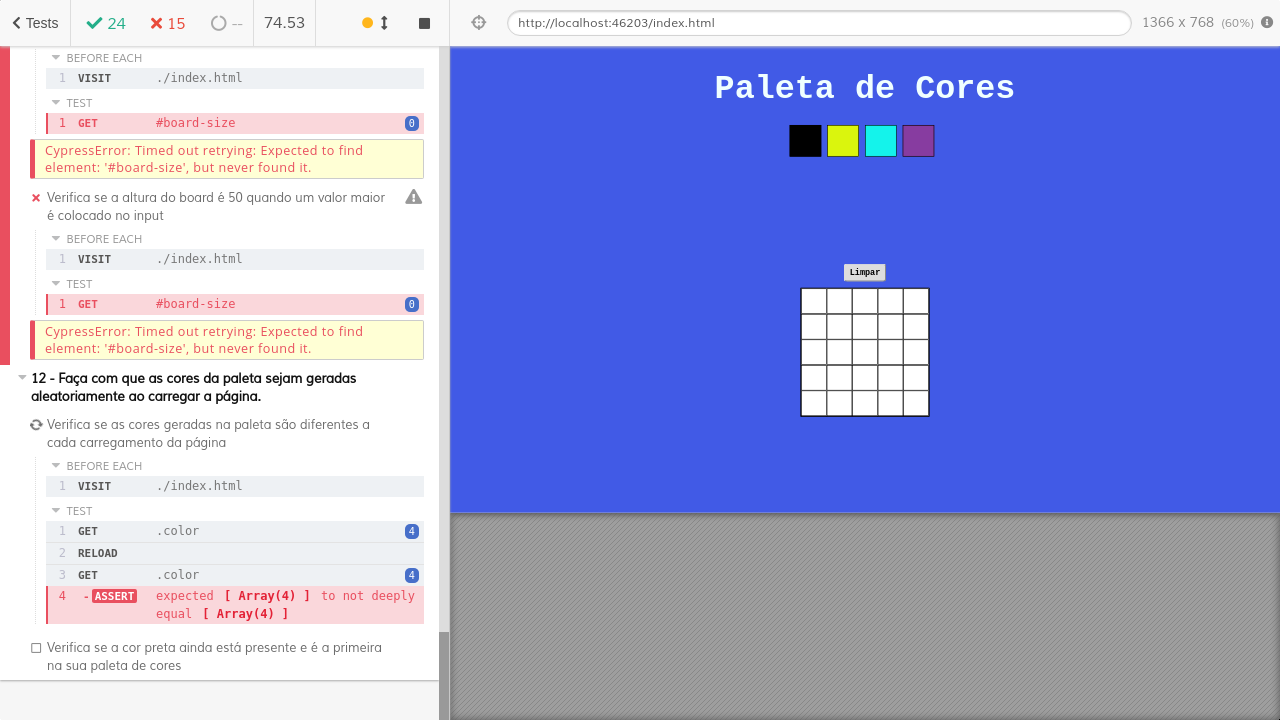 Tests
24
15
--
74.53
http://localhost:46203/index.html
1366 x 768 (60%)
BEFORE EACH
1 VISIT ./index.html
TEST
1 GET #board-size 0
CypressError: Timed out retrying: Expected to find
element: '#board-size', but never found it.
Verifica se a altura do board é 50 quando um valor maior
é colocado no input
BEFORE EACH
1 VISIT ./index.html
TEST
1 GET #board-size 0
CypressError: Timed out retrying: Expected to find
element: '#board-size', but never found it.
12 - Faça com que as cores da paleta sejam geradas
aleatoriamente ao carregar a página.
Verifica se as cores geradas na paleta são diferentes a
cada carregamento da página
BEFORE EACH
1 VISIT ./index.html
TEST
1 GET .color 4
2 RELOAD
3 GET .color 4
4 -ASSERT expected [ Array(4) ] to not deeply
equal [ Array(4) ]
Verifica se a cor preta ainda está presente e é a primeira
na sua paleta de cores
Paleta de Cores
Limpar